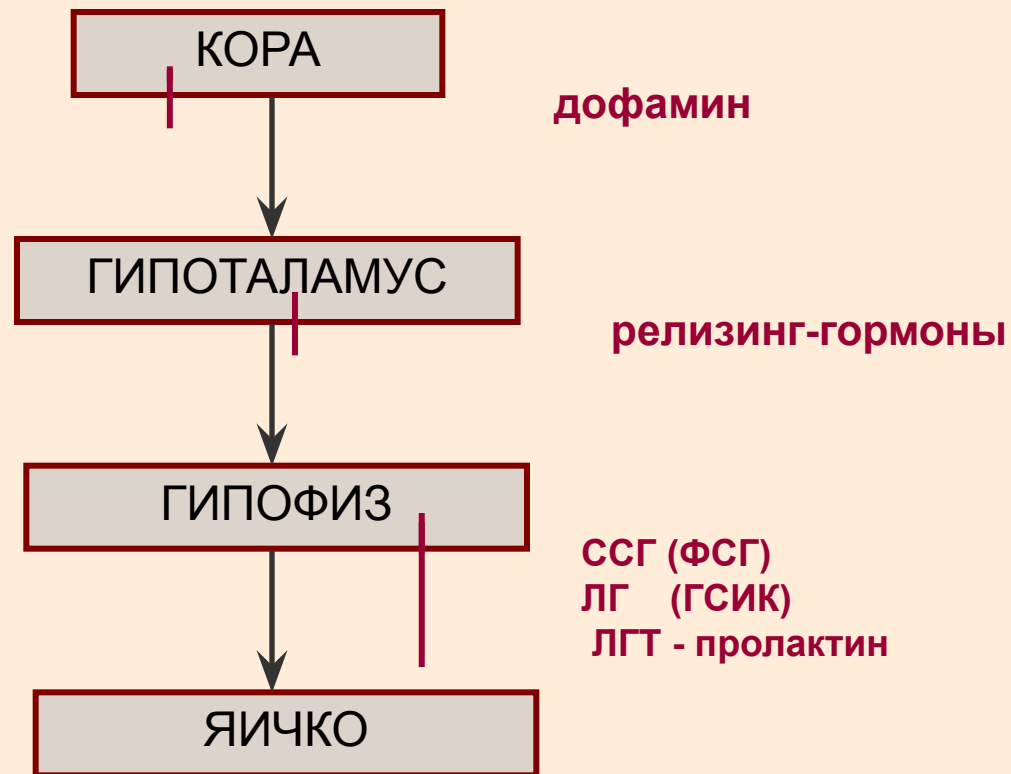 КОРА
дофамин
ГИПОТАЛАМУС
релизинг-гормоны
ГИПОФИЗ
ССГ (ФСГ)
ЛГ (ГСИК)
ЛГТ - пролактин
ЯИЧКО